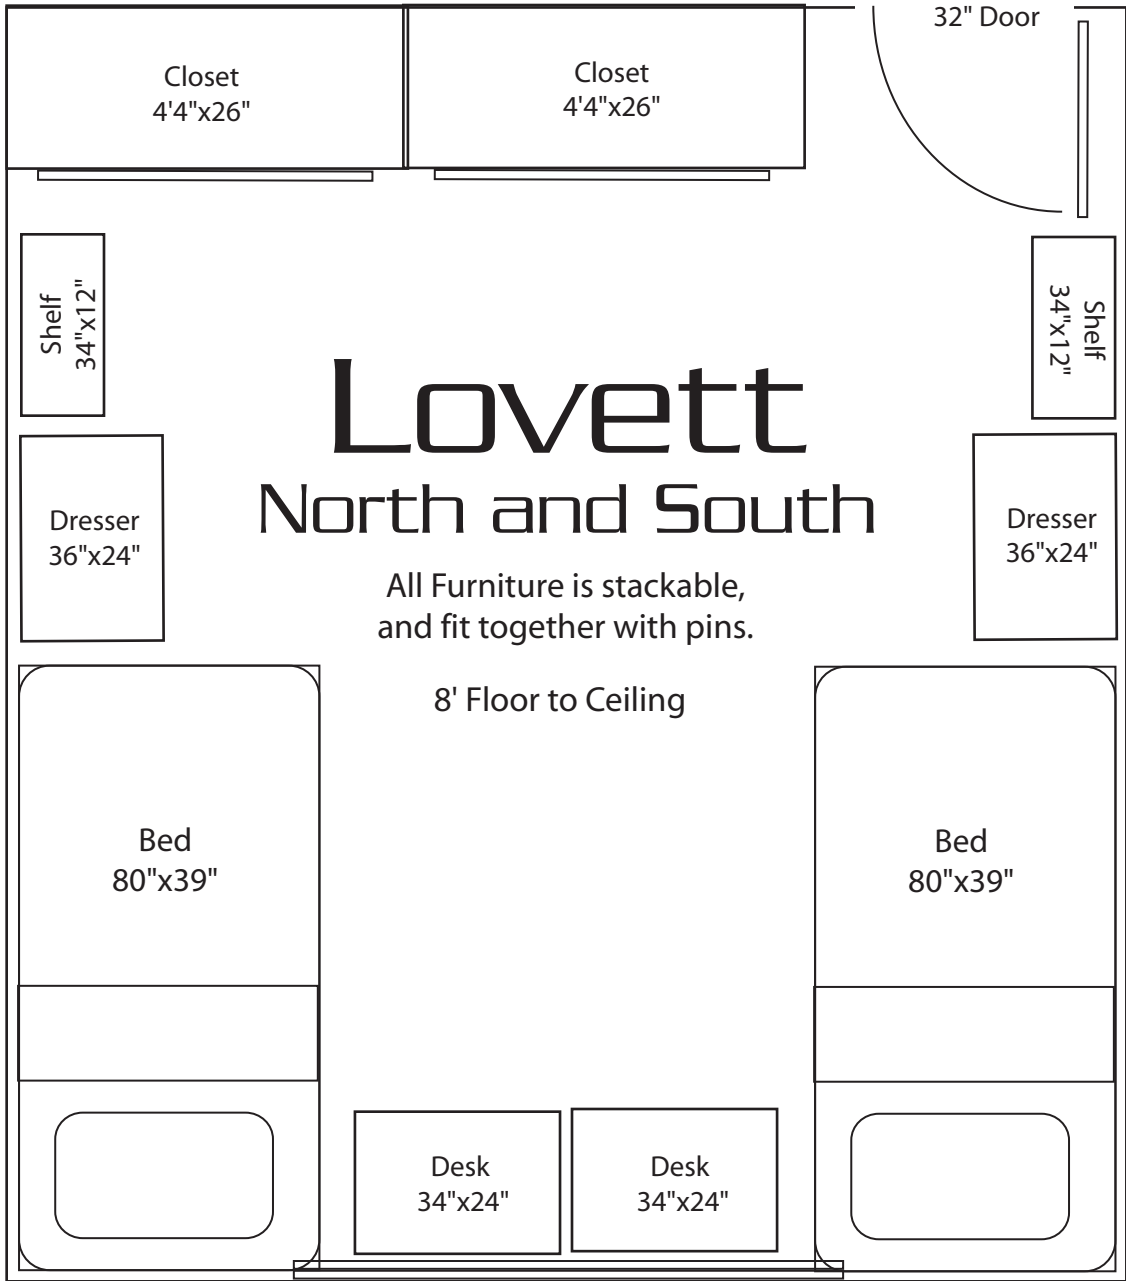 32" Door
Closet
4'4"x26"
Closet
4'4"x26"
Shelf
34"x12"
Shelf
34"x12"
Lovett
North and South
Dresser
36"x24"
Dresser
36"x24"
All Furniture is stackable,
and fit together with pins.
8' Floor to Ceiling
Bed
80"x39"
Bed
80"x39"
Desk
34"x24"
Desk
34"x24"